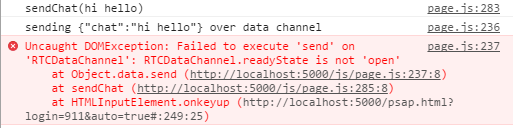 sendChat(hi hello) page.js:283
sending {"chat":"hi hello"} over data channel page.js:236
Uncaught DOMException: Failed to execute 'send' on page.js:237
'RTCDataChannel': RTCDataChannel.readyState is not 'open'
at Object.data.send (http://localhost:5000/js/page.js:237:8)
at sendChat (http://localhost:5000/js/page.js:285:8)
at HTMLInputElement.onkeyup (http://localhost:5000/psap.html?
login=911&auto=true#:249:25)